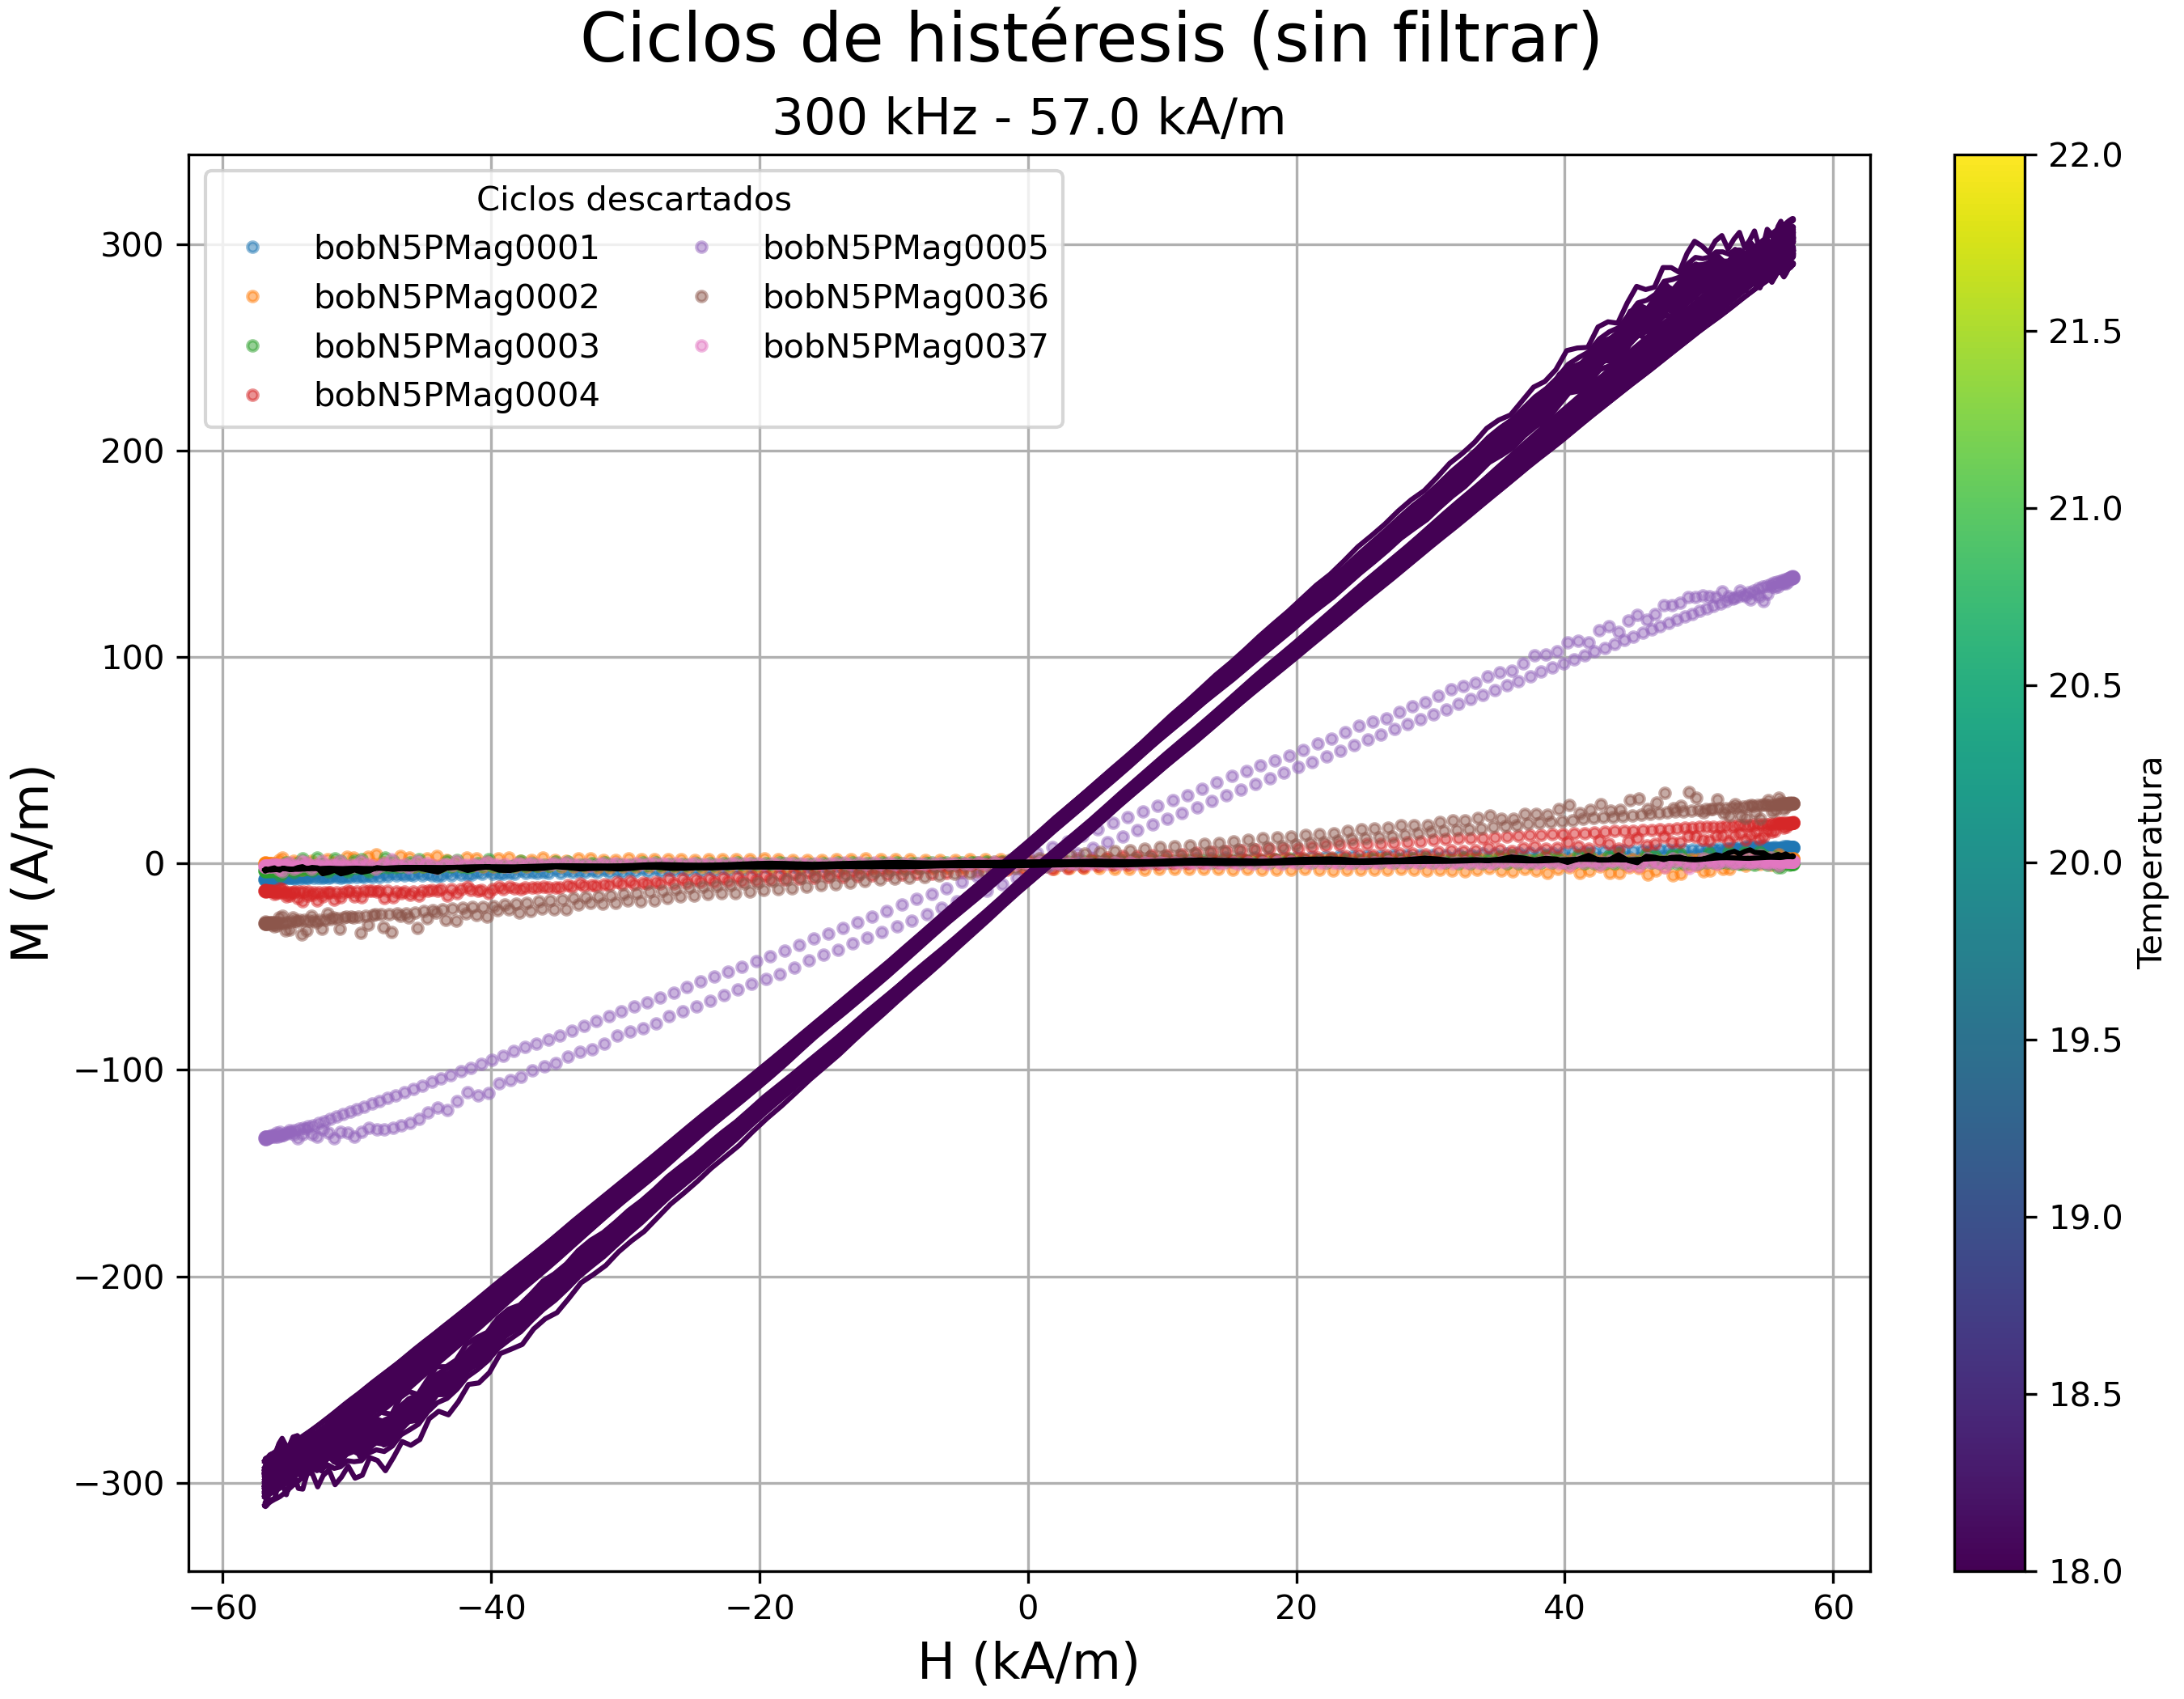 Ciclos de histéresis (sin filtrar)
300 kHz - 57.0 kA/m
Ciclos descartados
bobN5PMag0001
bobN5PMag0002
bobN5PMag0003
bobN5PMag0004
bobN5PMag0005
bobN5PMag0036
bobN5PMag0037
M (A/m)
300
200
100
0
−100
−200
−300
−60 −40 −20 0 20 40 60
H (kA/m)
22.0
21.5
21.0
20.5
20.0
19.5
19.0
18.5
18.0
Temperatura